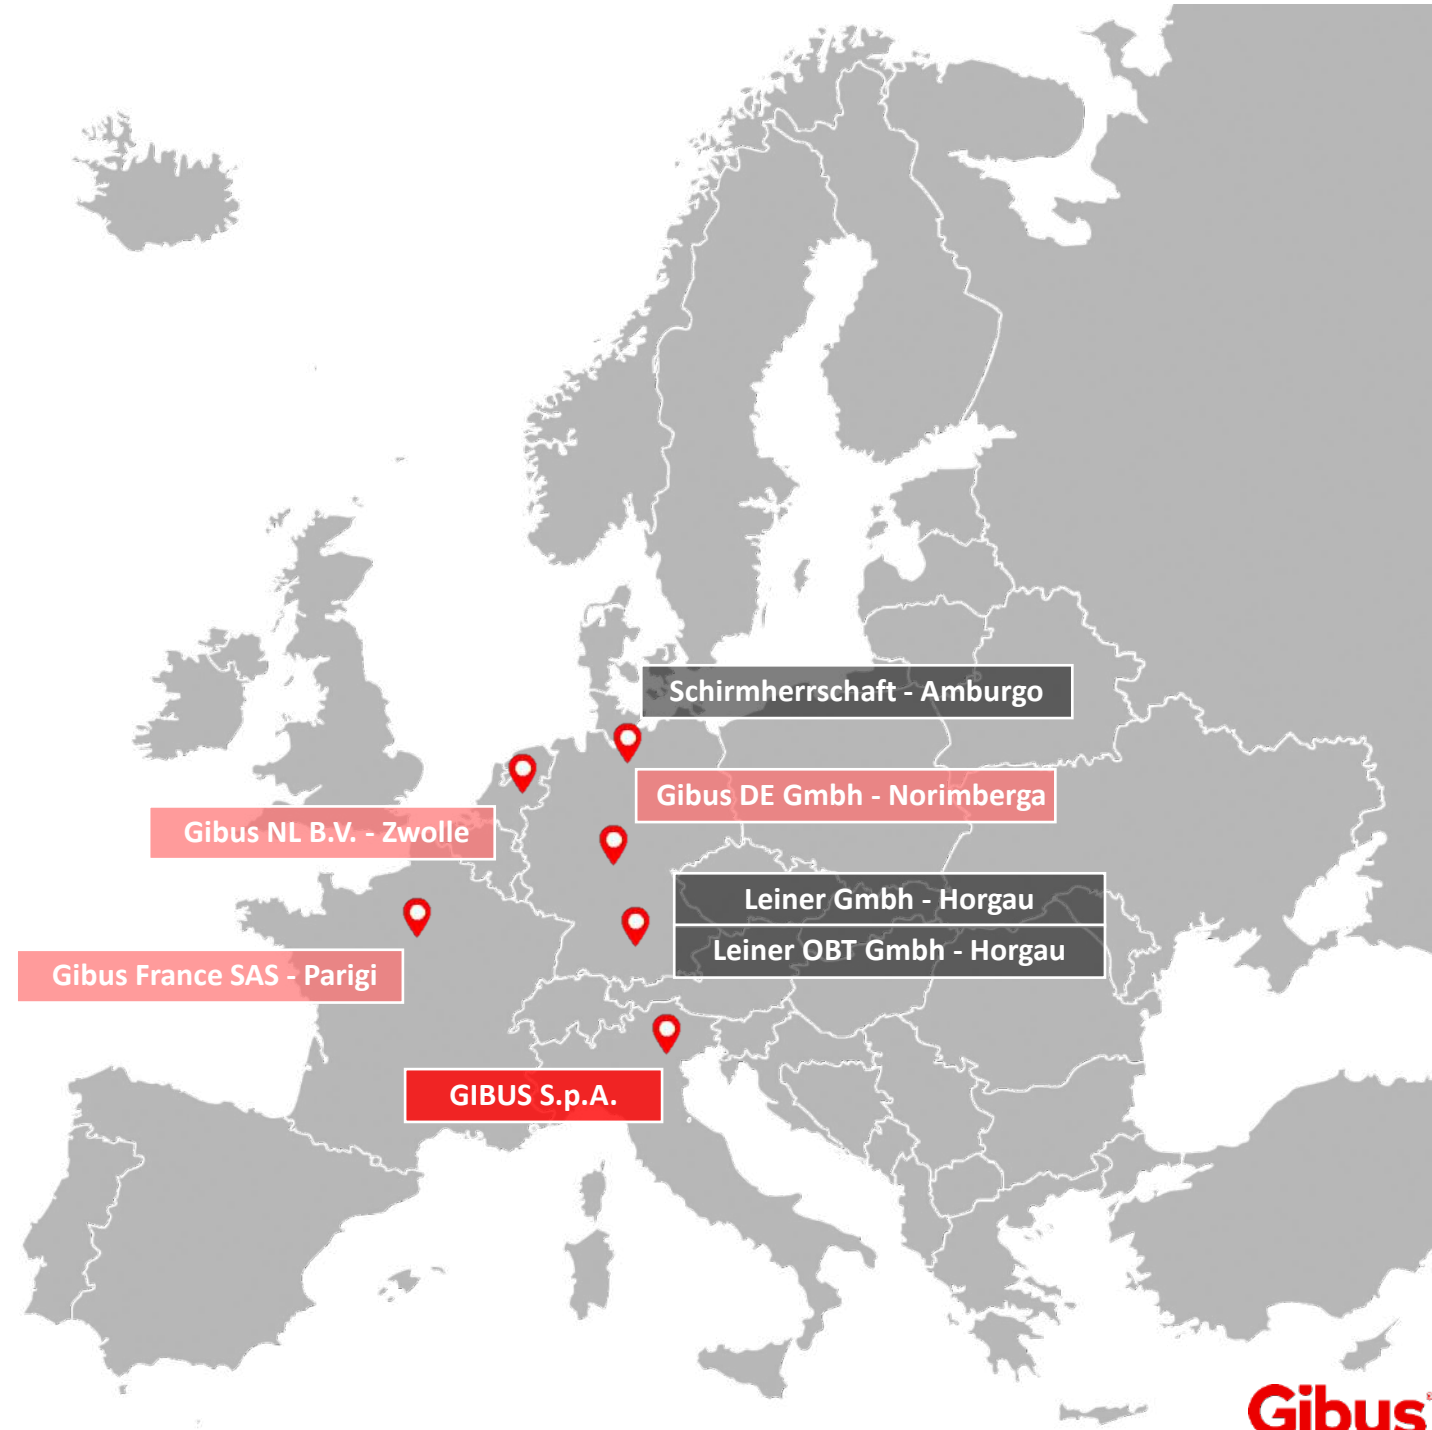 Schirmherrschaft - Amburgo
Gibus DE Gmbh - Norimberga
Gibus NL B.V. - Zwolle
Leiner Gmbh - Horgau
Leiner OBT Gmbh - Horgau
Gibus France SAS - Parigi
GIBUS S.p.A.
Gibus®